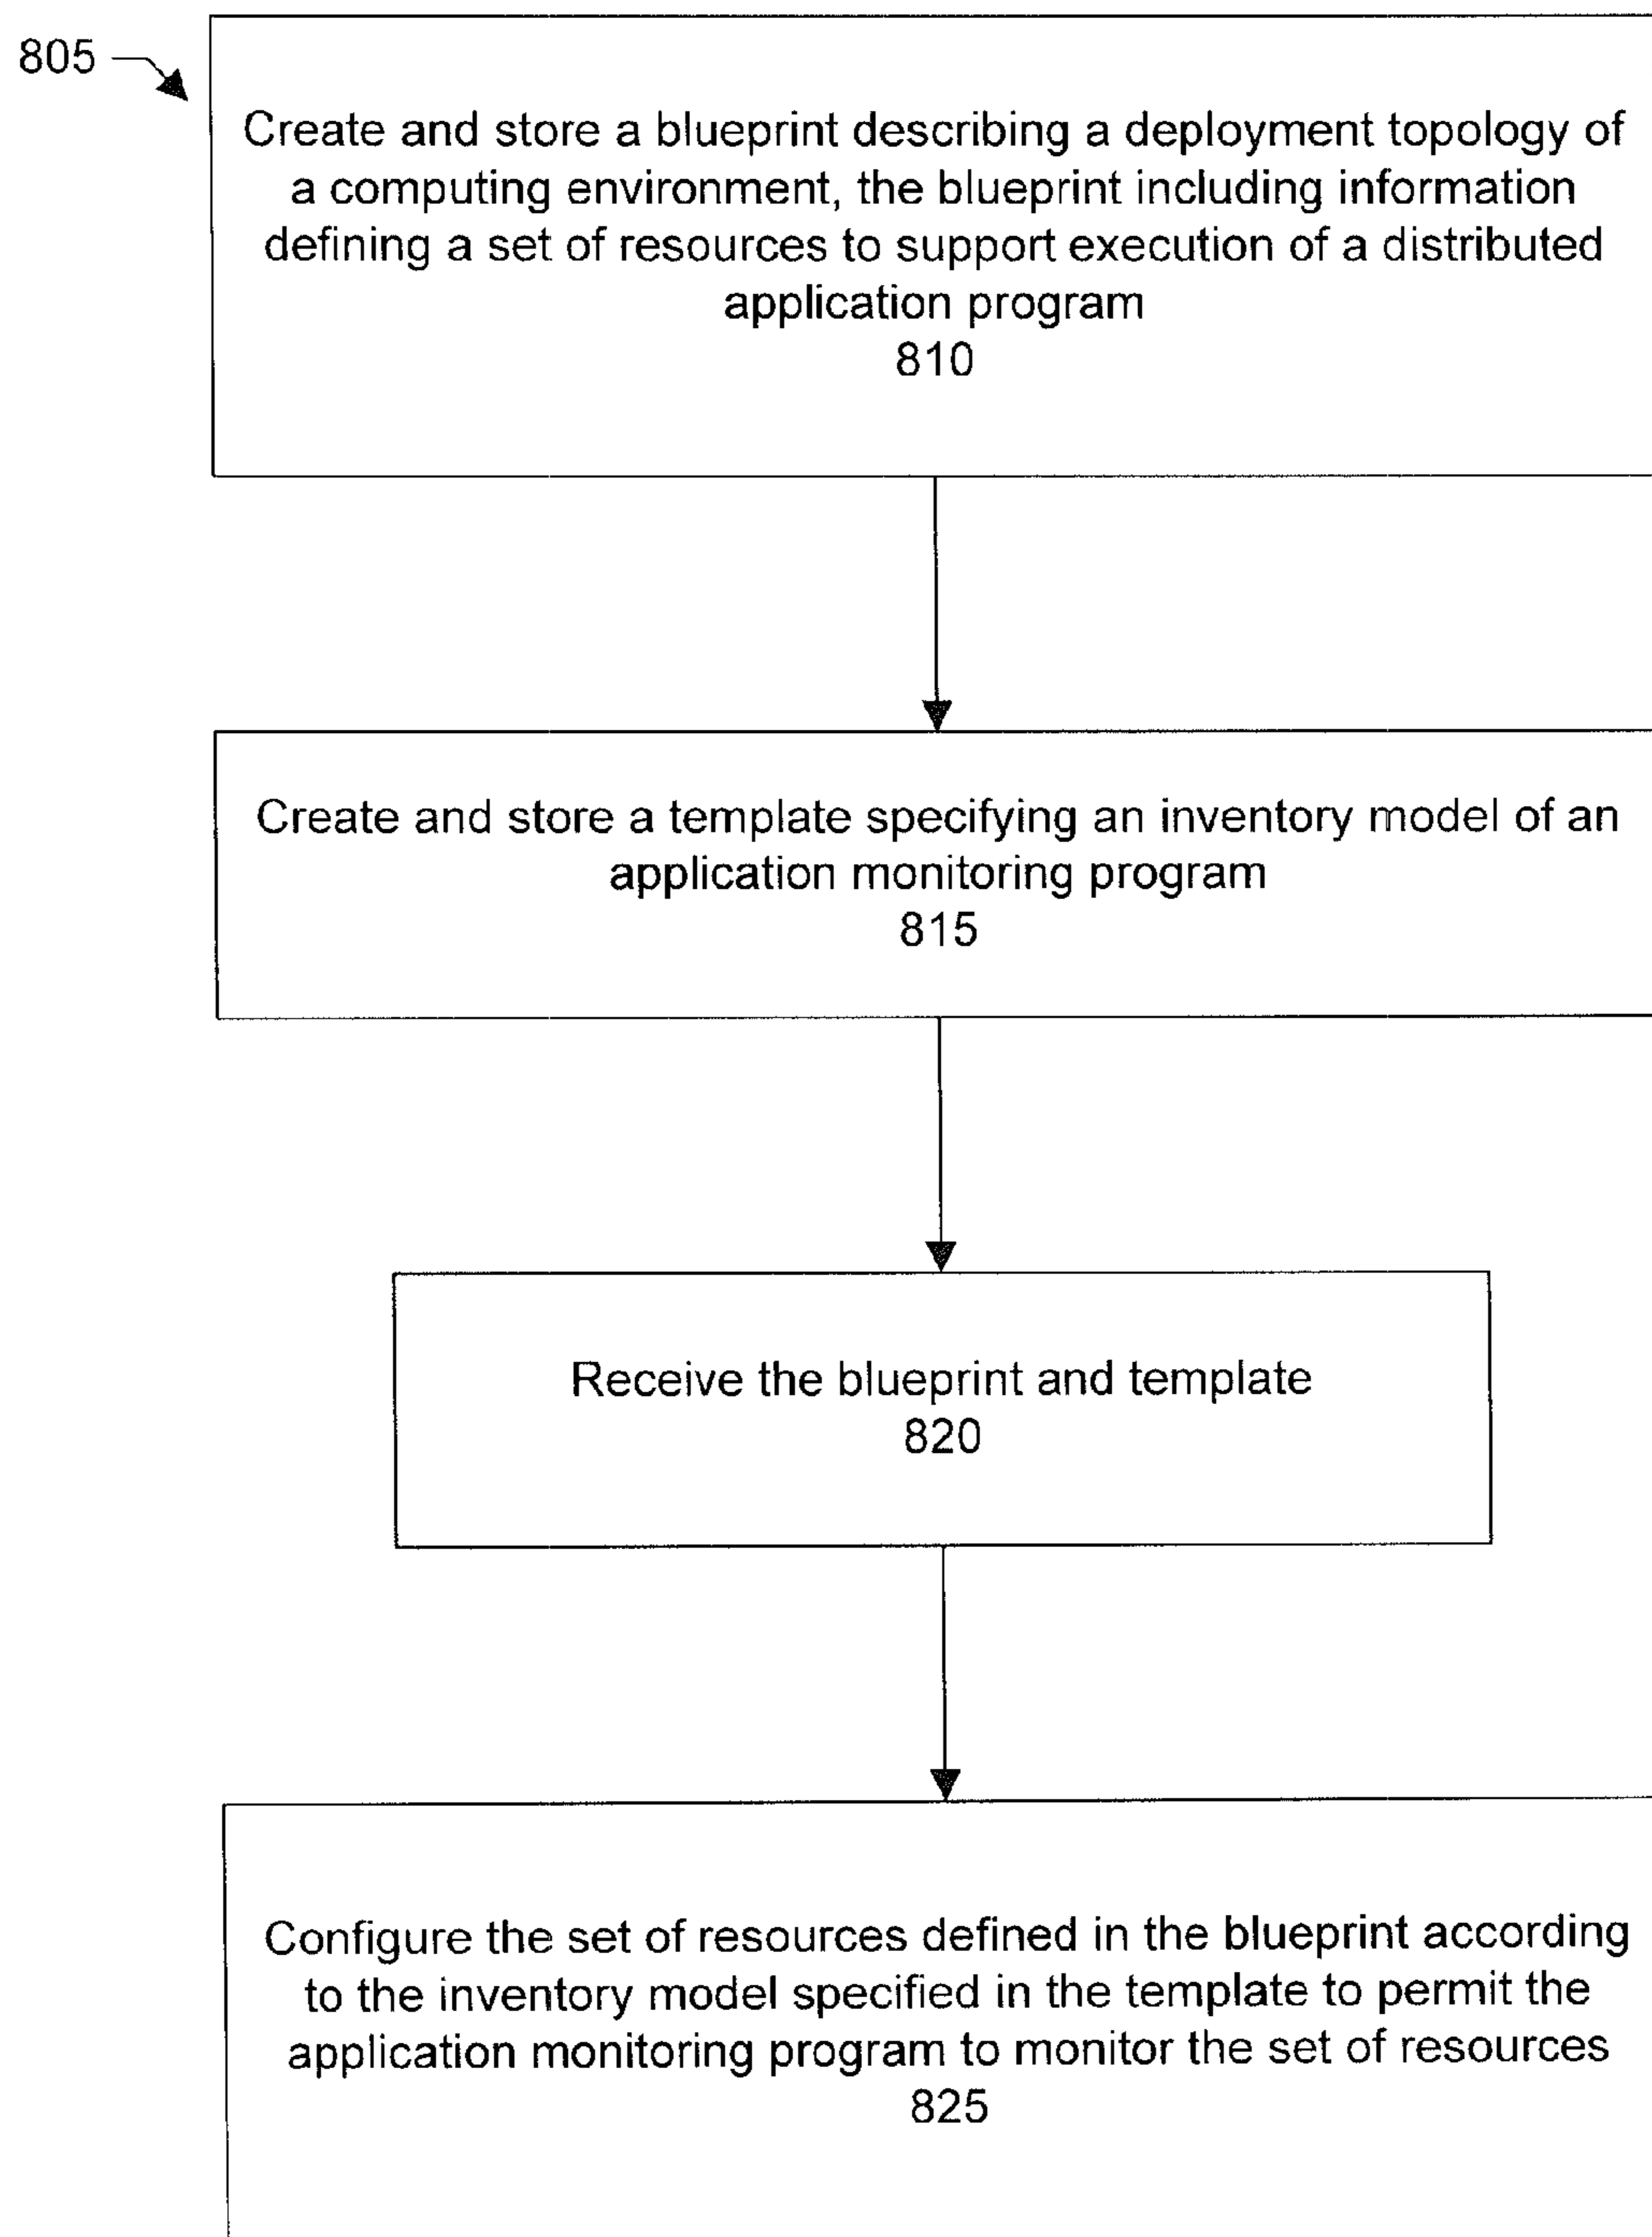 805
Create and store a blueprint describing a deployment topology of
a computing environment, the blueprint including information
defining a set of resources to support execution of a distributed
application program
810
Create and store a template specifying an inventory model of an
application monitoring program
815
Receive the blueprint and template
820
Configure the set of resources defined in the blueprint according
to the inventory model specified in the template to permit the
application monitoring program to monitor the set of resources
825